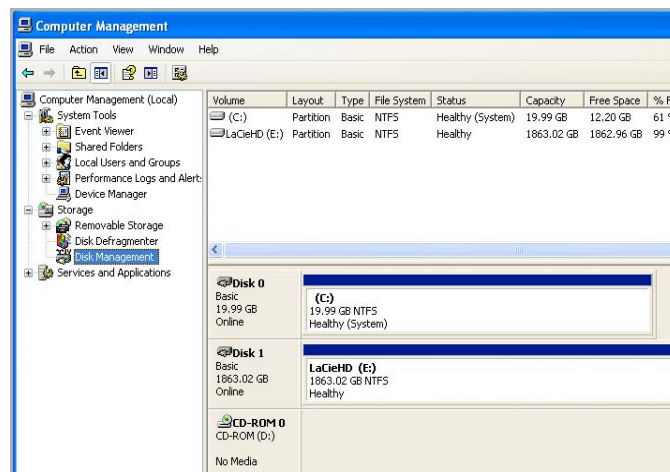 Computer Management
File Action View Window Help
Computer Management (Local)
System Tools
Event Viewer
Shared Folders
Local Users and Groups
Performance Logs and Alert
Device Manager
Storage
Removable Storage
Disk Defragmenter
Disk Management
Services and Applications
Volume Layout Type File System Status Capacity Free Space % F
(C:) Partition Basic NTFS Healthy (System) 19.99 GB 12.20 GB 61 %
LaCieHD (E:) Partition Basic NTFS Healthy 1863.02 GB 1862.96 GB 99 %
Disk 0
Basic
19.99 GB
Online
(C:)
19.99 GB NTFS
Healthy (System)
Disk 1
Basic
1863.02 GB
Online
LaCieHD (E:)
1863.02 GB NTFS
Healthy
CD-ROM 0
CD-ROM (D:)
No Media